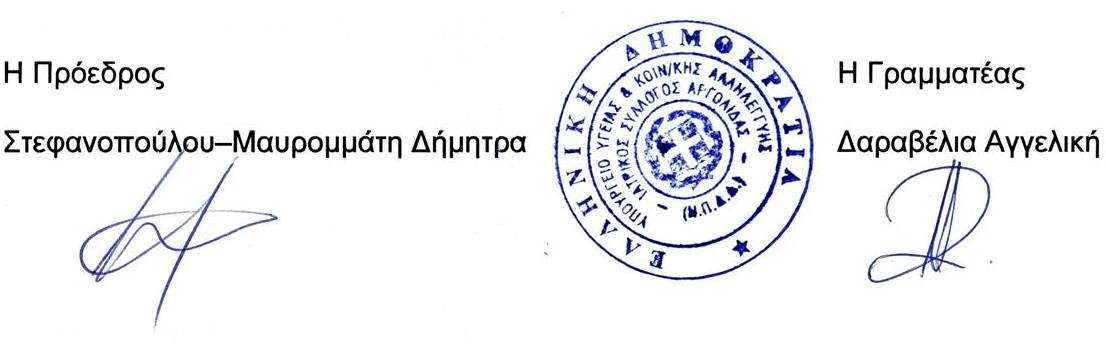 Η Πρόεδρος
Στεφανοπούλου–Μαυρομμάτη Δήμητρα
ΕΛΛΗΝΙΚΗ ΔΗΜΟΚΡΑΤΙΑ
ΥΠΟΥΡΓΕΙΟ ΥΓΕΙΑΣ & ΚΟΙΝ/ΚΗΣ ΑΛΛΗΛΕΓΓΥΗΣ
ΙΑΤΡΙΚΟΣ ΣΥΛΛΟΓΟΣ ΑΡΓΟΛΙΔΑΣ
(Ν.Π.Δ.Δ.)
Η Γραμματέας
Δαραβέλια Αγγελική